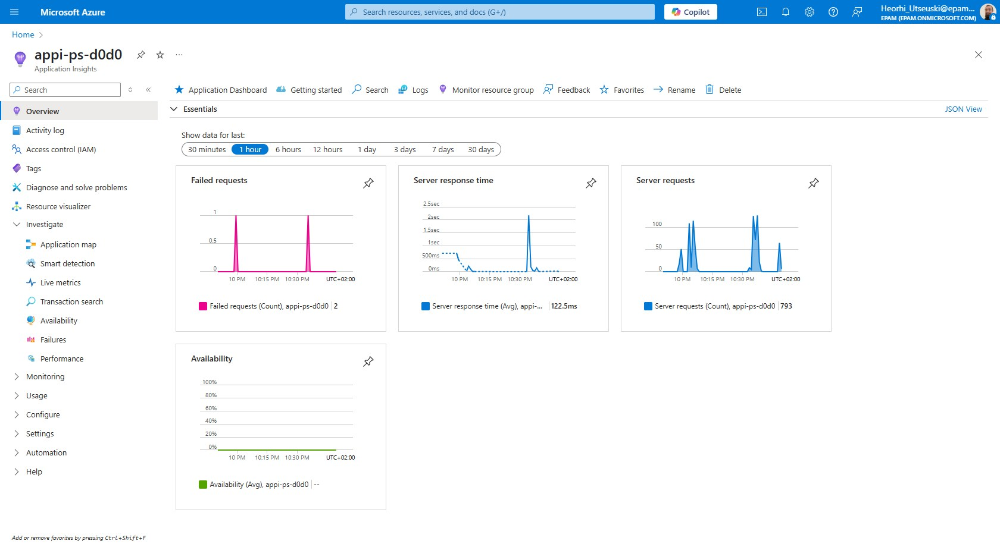 Microsoft Azure
Search resources, services, and docs (G+/)
Copilot
Heorhi_Utseuski@epam...
EPAM (EPAM.ONMICROSOFT.COM)
Home
appi-ps-d0d0
...
Application Insights
Search
Overview
Activity log
Access control (IAM)
Tags
Diagnose and solve problems
Resource visualizer
Investigate
Application map
Smart detection
Live metrics
Transaction search
Availability
Failures
Performance
Monitoring
Usage
Configure
Settings
Automation
Help
Add or remove favorites by pressing Ctrl+Shift+F
Application Dashboard Getting started Search Logs Monitor resource group Feedback Favorites Rename Delete
Essentials
JSON View
Show data for last:
30 minutes 1 hour 6 hours 12 hours 1 day 3 days 7 days 30 days
Failed requests
1
0.5
0
10 PM 10:15 PM 10:30 PM UTC+02:00
Failed requests (Count), appi-ps-d0d0 2
Server response time
2.5sec
2sec
1.5sec
1sec
500ms
0ms
10 PM 10:15 PM 10:30 PM UTC+02:00
Server response time (Avg), appi-... 122.5ms
Server requests
100
50
0
10 PM 10:15 PM 10:30 PM UTC+02:00
Server requests (Count), appi-ps-d0d0 793
Availability
100%
80%
60%
40%
20%
0%
10 PM 10:15 PM 10:30 PM UTC+02:00
Availability (Avg), appi-ps-d0d0 --